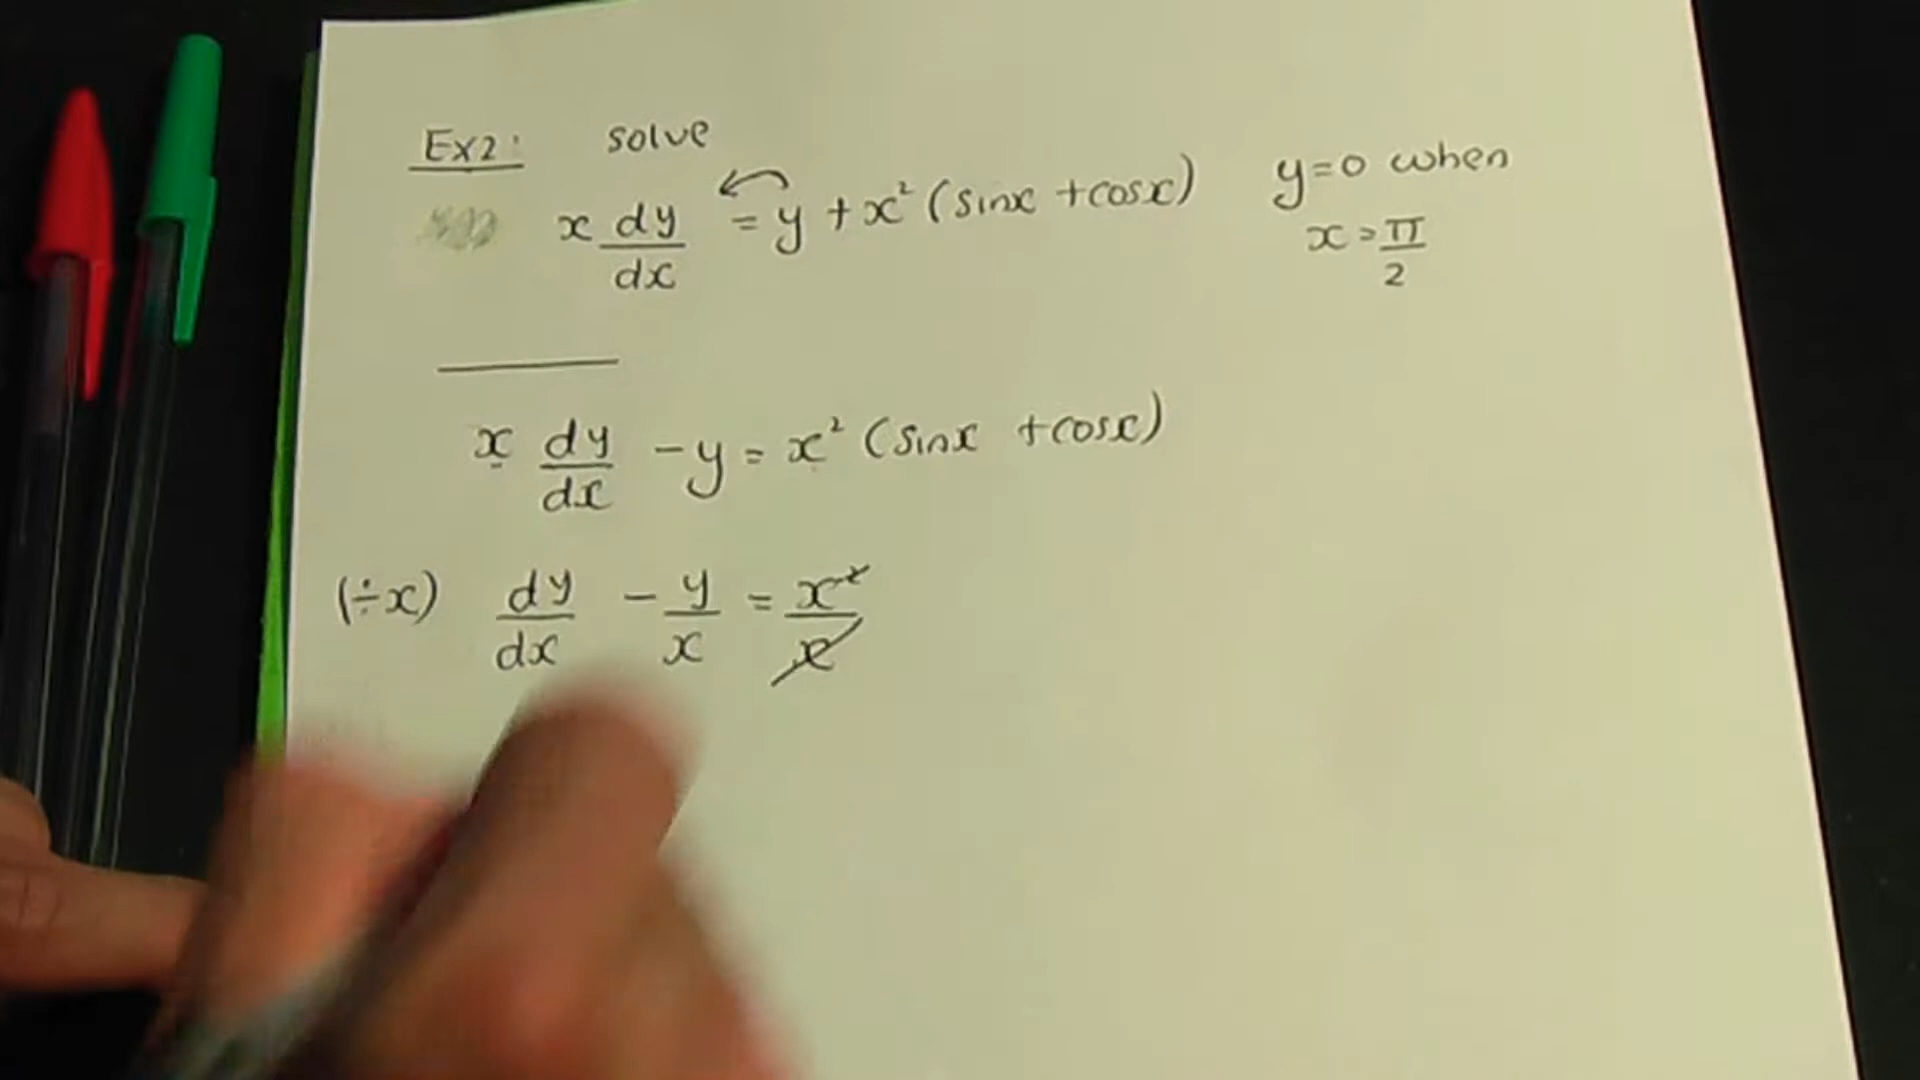 Ex2: solve
x dy/dx = y + x² (sinx + cosx) y=0 when
x = π/2
x dy/dx - y = x² (sinx + cosx)
(÷x) dy/dx - y/x = x²/x